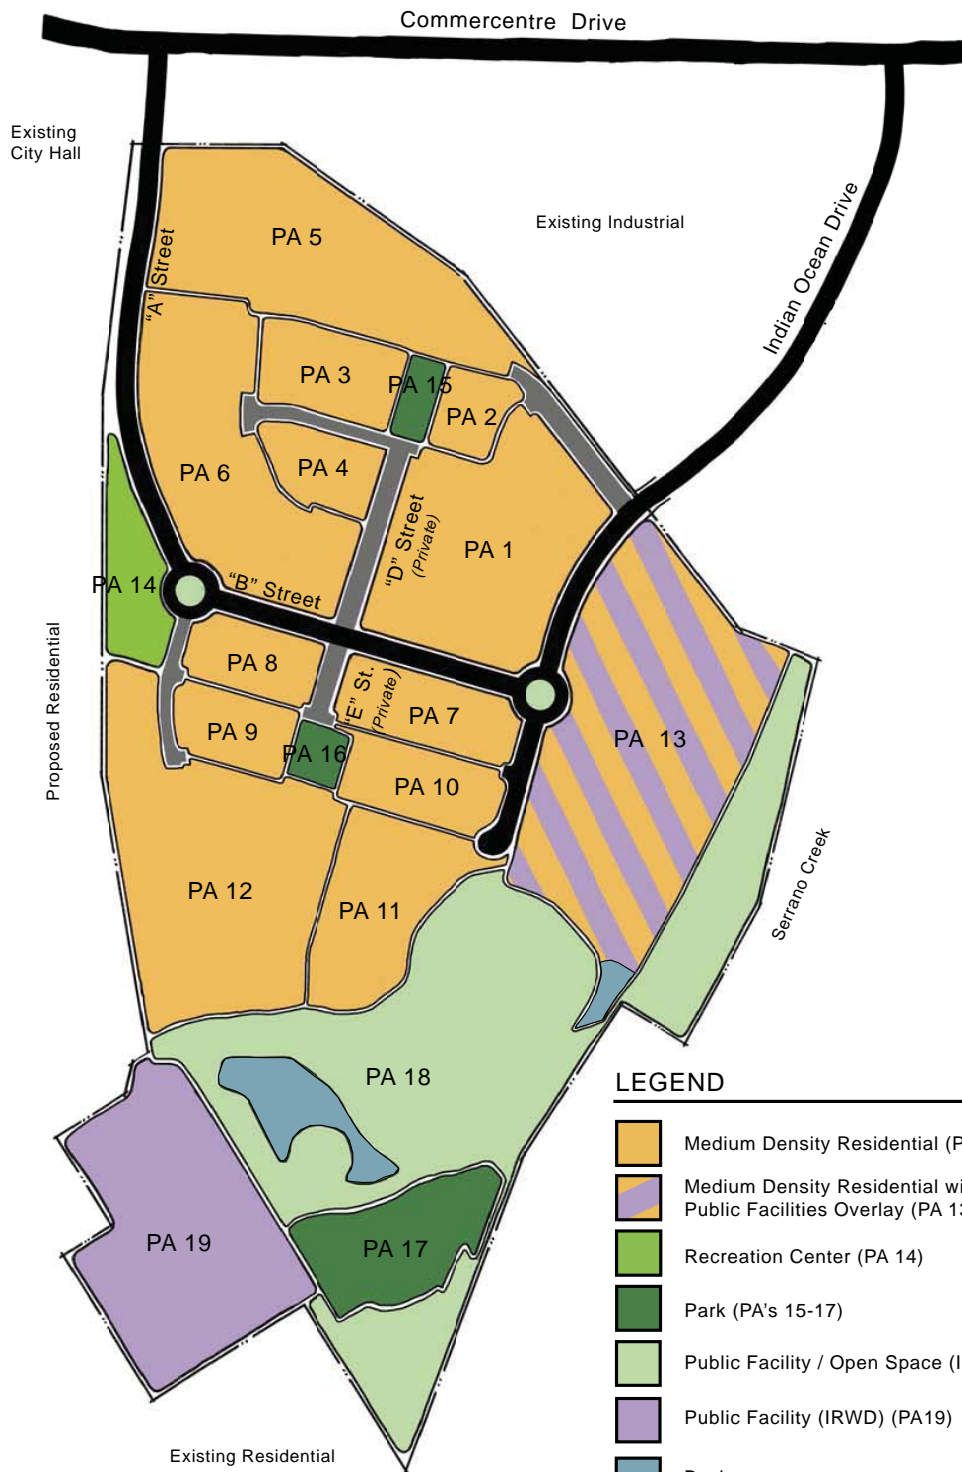 Commercentre Drive
Existing
City Hall
Existing Industrial
Indian Ocean Drive
"A" Street
PA 5
PA 3
PA 15
PA 2
PA 6
PA 4
"D" Street
(Private)
PA 1
PA 14
"B" Street
PA 8
"E" St.
(Private)
PA 7
PA 9
PA 16
PA 10
PA 13
Proposed Residential
PA 12
PA 11
Serrano Creek
PA 18
PA 19
PA 17
Existing Residential
LEGEND
Medium Density Residential (P
Medium Density Residential wi
Public Facilities Overlay (PA 13
Recreation Center (PA 14)
Park (PA's 15-17)
Public Facility / Open Space (I
Public Facility (IRWD) (PA19)